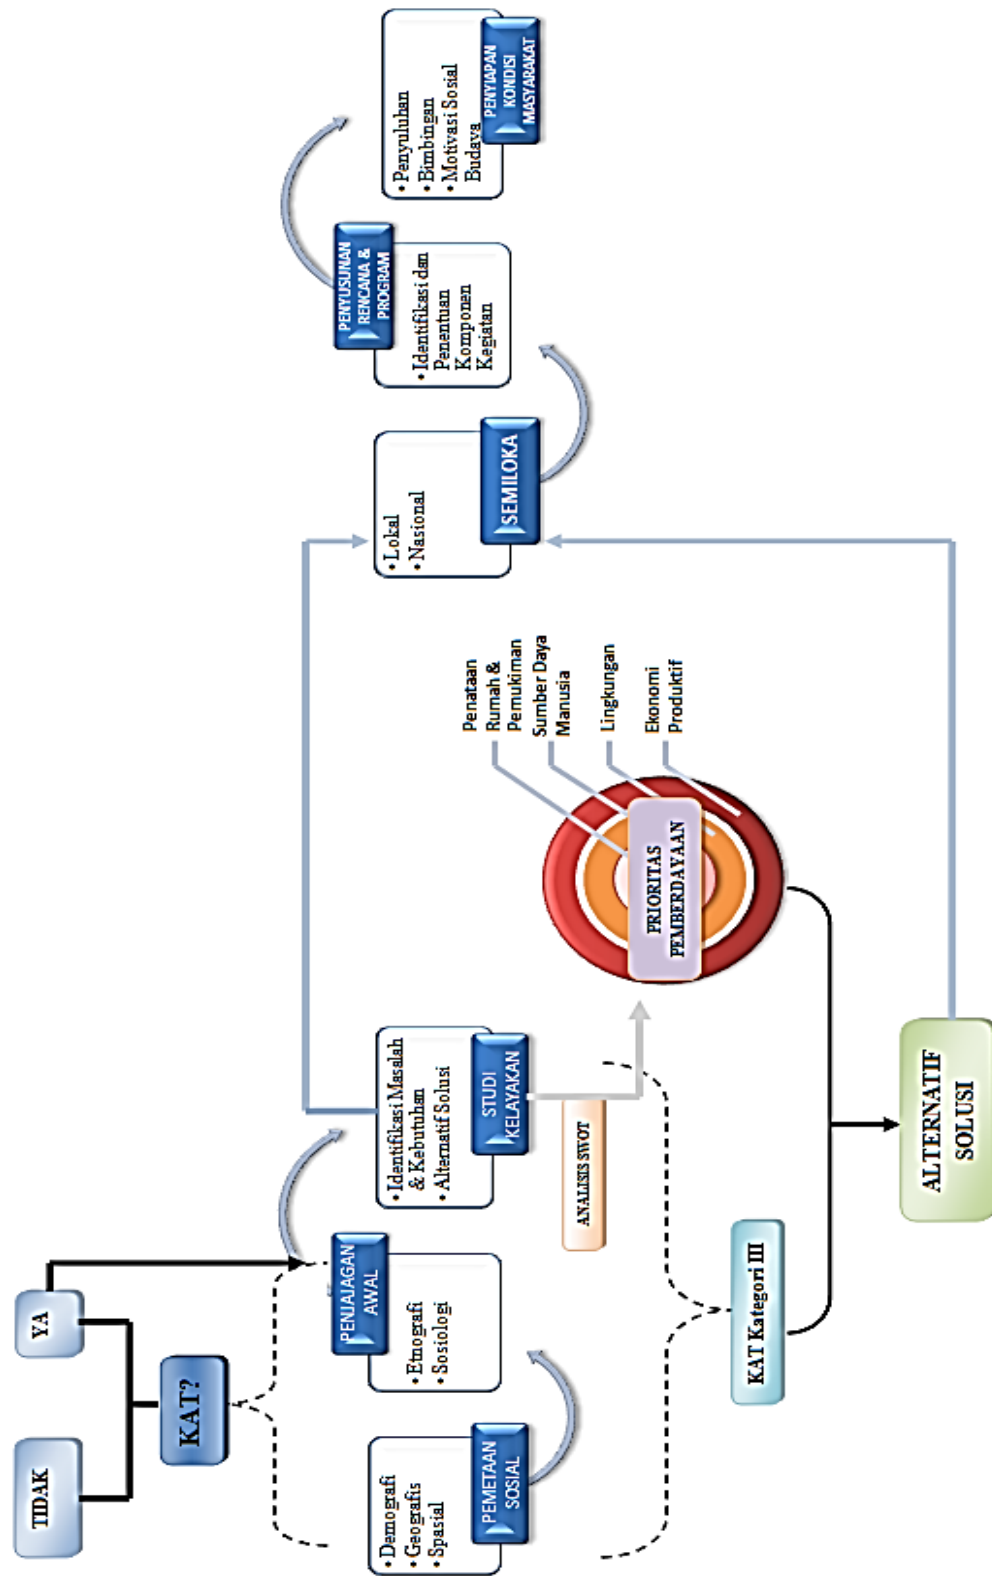 TIDAK
YA
KAT?
• Demografi
• Geografis
• Spasial
PEMETAAN
SOSIAL
PENJAJAGAN
AWAL
• Etnografi
• Sosiologi
• Identifikasi Masalah
& Kebutuhan
• Alternatif Solusi
STUDI
KELAYAKAN
ANALISIS SWOT
KAT Kategori III
PRIORITAS
PEMBERDAYAAN
Penataan
Rumah &
Pemukiman
Sumber Daya
Manusia
Lingkungan
Ekonomi
Produktif
ALTERNATIF
SOLUSI
• Lokal
• Nasional
SEMILOKA
PENYUSUNAN
RENCANA &
PROGRAM
• Identifikasi dan
Penentuan
Komponen
Kegiatan
• Penyuluhan
• Bimbingan
• Motivasi Sosial
Budaya
PENYIAPAN
KONDISI
MASYARAKAT